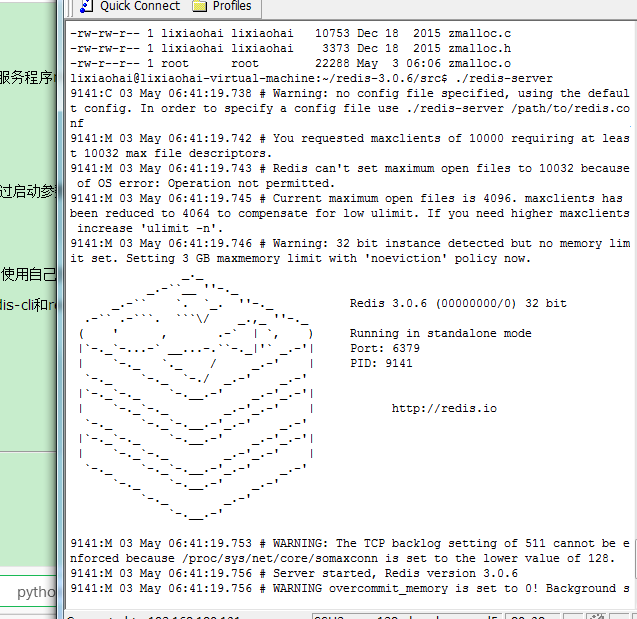 Quick Connect Profiles
-rw-rw-r-- 1 lixiaohai lixiaohai 10753 Dec 18 2015 zmalloc.c
-rw-rw-r-- 1 lixiaohai lixiaohai 3373 Dec 18 2015 zmalloc.h
-rw-r--r-- 1 root root 22288 May 3 06:06 zmalloc.o
服务程序
lixiaohai@lixiaohai-virtual-machine:~/redis-3.0.6/src$ ./redis-server
9141:C 03 May 06:41:19.738 # Warning: no config file specified, using the defaul
t config. In order to specify a config file use ./redis-server /path/to/redis.co
nf
9141:M 03 May 06:41:19.742 # You requested maxclients of 10000 requiring at leas
t 10032 max file descriptors.
9141:M 03 May 06:41:19.743 # Redis can't set maximum open files to 10032 because
of OS error: Operation not permitted.
过启动参
9141:M 03 May 06:41:19.745 # Current maximum open files is 4096. maxclients has
been reduced to 4064 to compensate for low ulimit. If you need higher maxclients
increase 'ulimit -n'.
9141:M 03 May 06:41:19.746 # Warning: 32 bit instance detected but no memory lim
it set. Setting 3 GB maxmemory limit with 'noeviction' policy now.
使用自己
dis-cli和re
Redis 3.0.6 (00000000/0) 32 bit
Running in standalone mode
Port: 6379
PID: 9141
http://redis.io
9141:M 03 May 06:41:19.753 # WARNING: The TCP backlog setting of 511 cannot be e
nforced because /proc/sys/net/core/somaxconn is set to the lower value of 128.
9141:M 03 May 06:41:19.756 # Server started, Redis version 3.0.6
9141:M 03 May 06:41:19.756 # WARNING overcommit_memory is set to 0! Background s
pytho